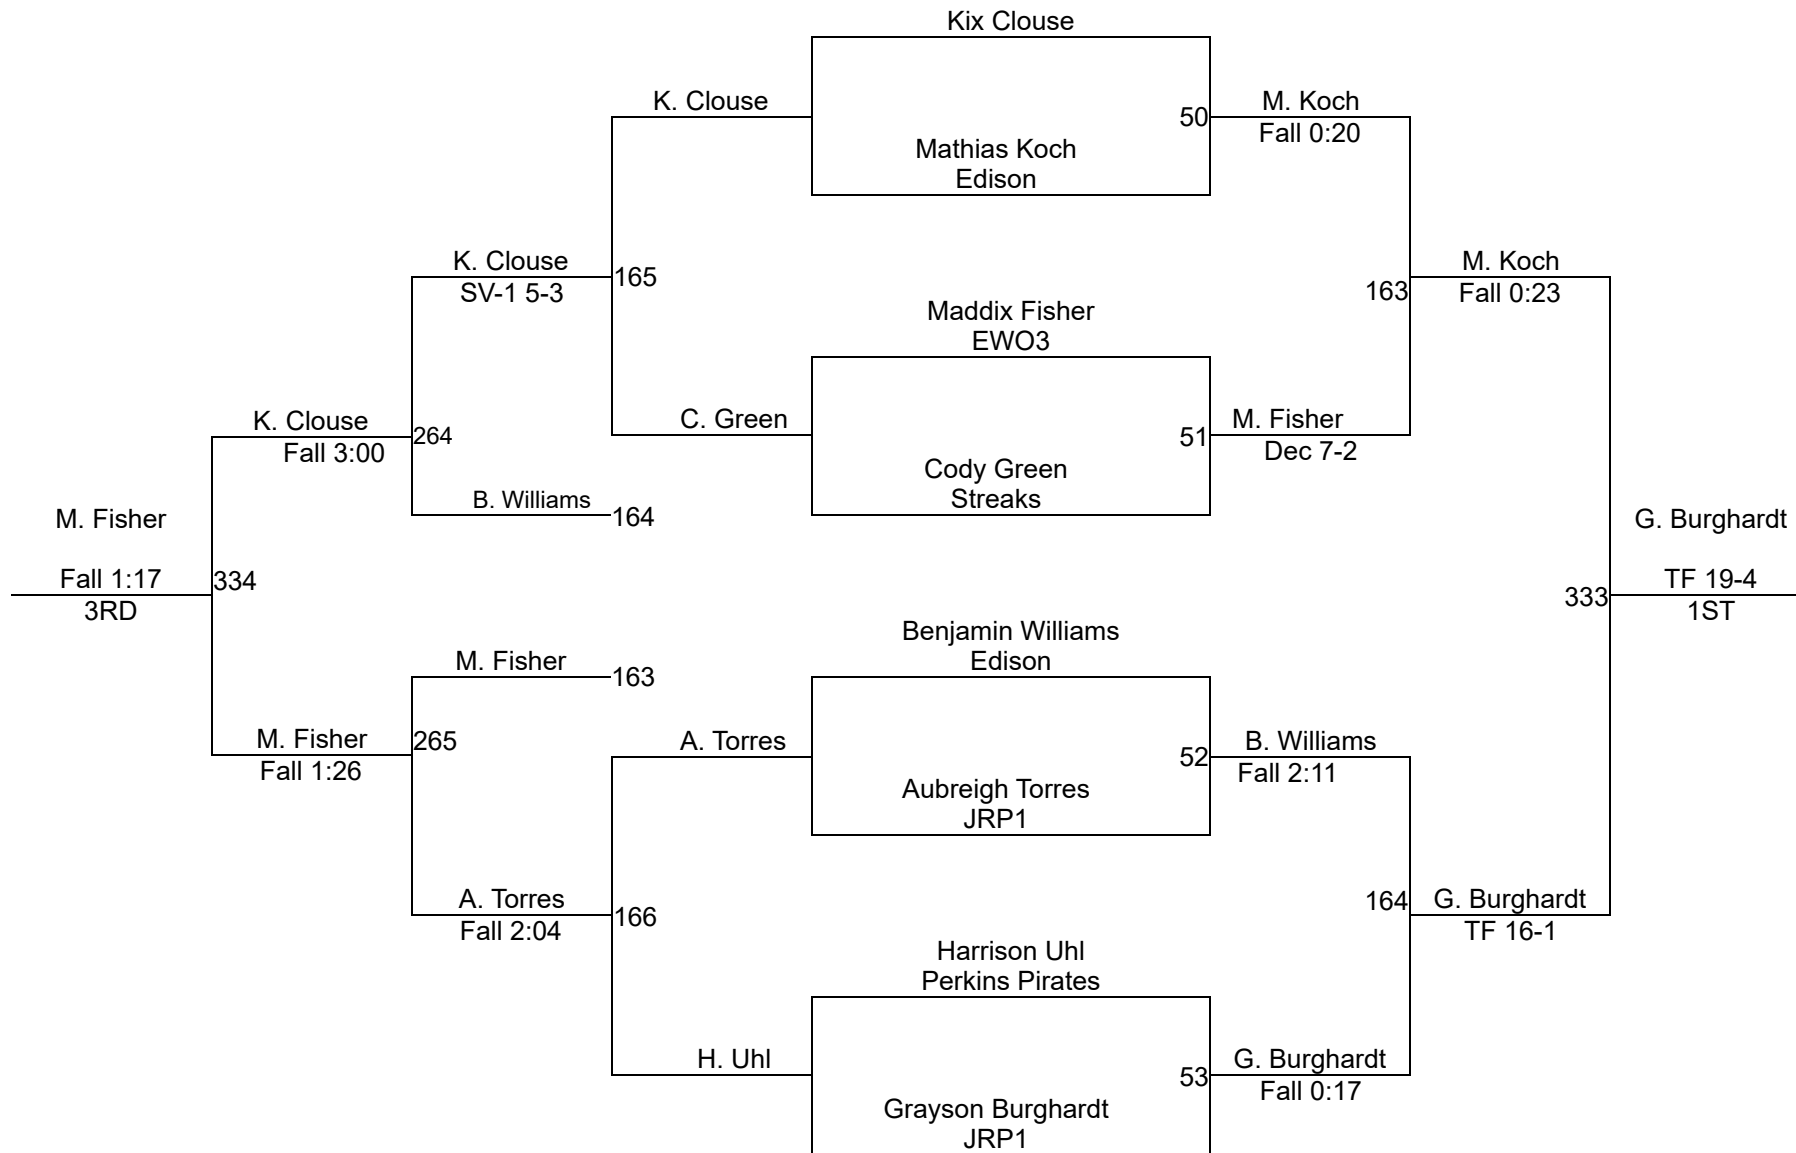 Kix Clouse
K. Clouse
M. Koch
50
Fall 0:20
Mathias Koch
Edison
K. Clouse
M. Koch
165
SV-1 5-3
163
Fall 0:23
Maddix Fisher
EWO3
K. Clouse
C. Green
M. Fisher
264
51
Fall 3:00
Dec 7-2
Cody Green
Streaks
B. Williams
164
M. Fisher
G. Burghardt
Fall 1:17
334
333
TF 19-4
3RD
1ST
Benjamin Williams
Edison
M. Fisher
163
M. Fisher
265
A. Torres
B. Williams
52
Fall 1:26
Fall 2:11
Aubreigh Torres
JRP1
A. Torres
164
G. Burghardt
166
Fall 2:04
TF 16-1
Harrison Uhl
Perkins Pirates
H. Uhl
G. Burghardt
53
Fall 0:17
Grayson Burghardt
JRP1